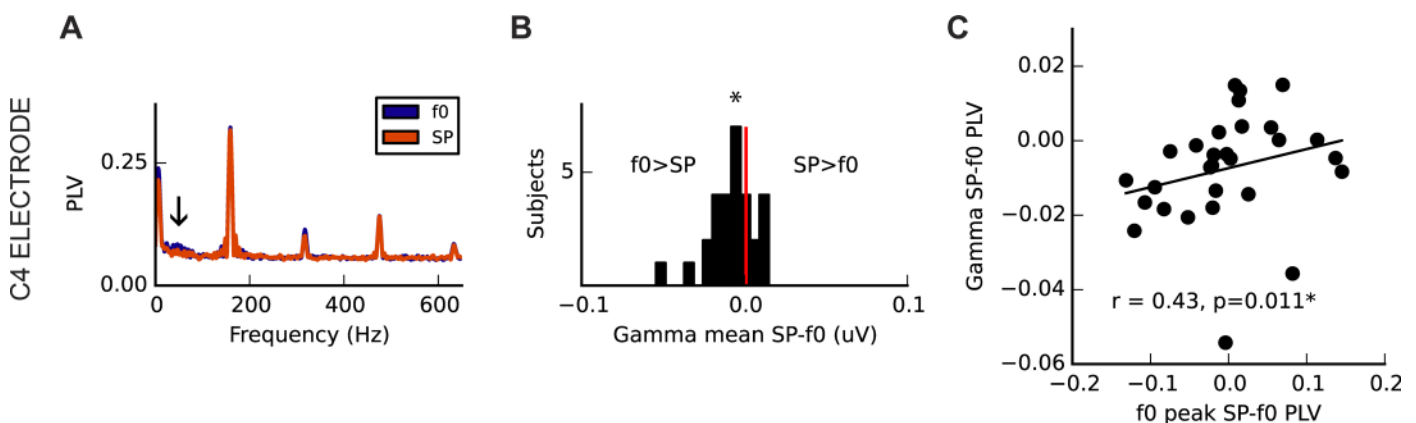 A
B
C
C4 ELECTRODE
PLV
0.25
0.00
0
200
400
600
Frequency (Hz)
f0
SP
Subjects
5
*
f0>SP
SP>f0
−0.1
0.0
0.1
Gamma mean SP-f0 (uV)
Gamma SP-f0 PLV
0.02
0.00
−0.02
−0.04
−0.06
r = 0.43, p=0.011*
−0.2
−0.1
0.0
0.1
0.2
f0 peak SP-f0 PLV